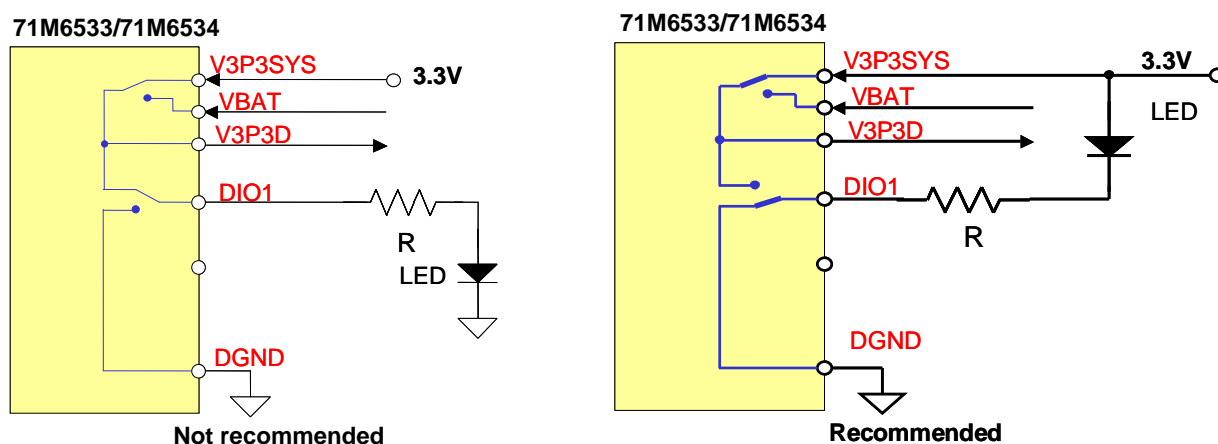 71M6533/71M6534
V3P3SYS
3.3V
VBAT
V3P3D
DIO1
R
LED
DGND
Not recommended
71M6533/71M6534
V3P3SYS
3.3V
VBAT
LED
V3P3D
DIO1
R
DGND
Recommended